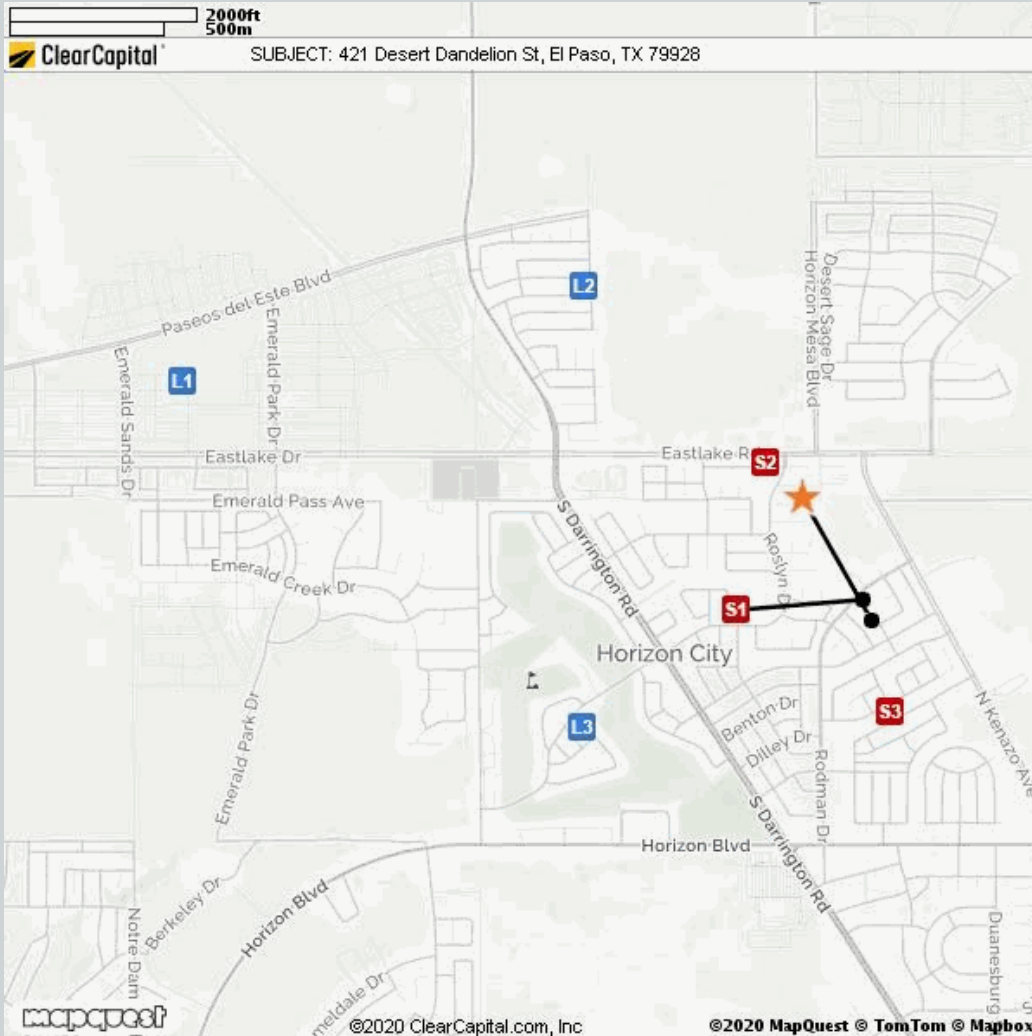 2000ft
500m
ClearCapital
SUBJECT: 421 Desert Dandelion St, El Paso, TX 79928
Paseos del Este Blvd
L2
Desert Sage Dr
Horizon Mesa Blvd
Emerald Park Dr
Emerald Sands Dr
L1
Eastlake Dr
Eastlake R
S2
Emerald Pass Ave
S Darrington Rd
Roslyn D
Emerald Creek Dr
S1
Horizon City
N Kenazo Ave
Emerald Park Dr
S3
L3
Benton Dr
Dilley Dr
Rodman Dr
S Darrington Rd
Horizon Blvd
Berkeley Dr
Horizon Blvd
Notre Dam
Duanesburg
meldale Dr
mapquest
©2020 ClearCapital.com, Inc
©2020 MapQuest © TomTom © Mapbox